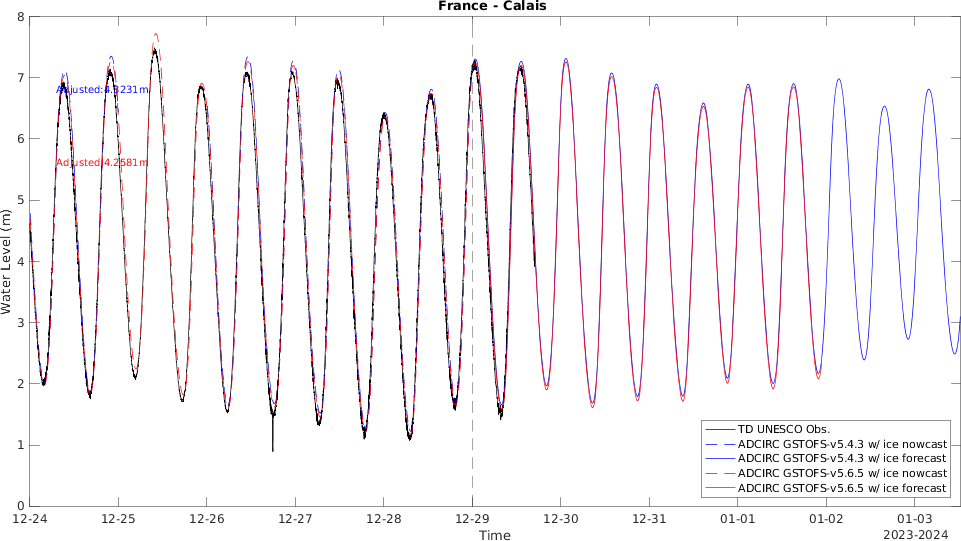 France - Calais
8
7
6
5
4
3
2
1
0
Water Level (m)
Adjusted:4.3231m
Adjusted:4.2581m
TD UNESCO Obs.
ADCIRC GSTOFS-v5.4.3 w/ ice nowcast
ADCIRC GSTOFS-v5.4.3 w/ ice forecast
ADCIRC GSTOFS-v5.6.5 w/ ice nowcast
ADCIRC GSTOFS-v5.6.5 w/ ice forecast
12-24 12-25 12-26 12-27 12-28 12-29 12-30 12-31 01-01 01-02 01-03
Time
2023-2024